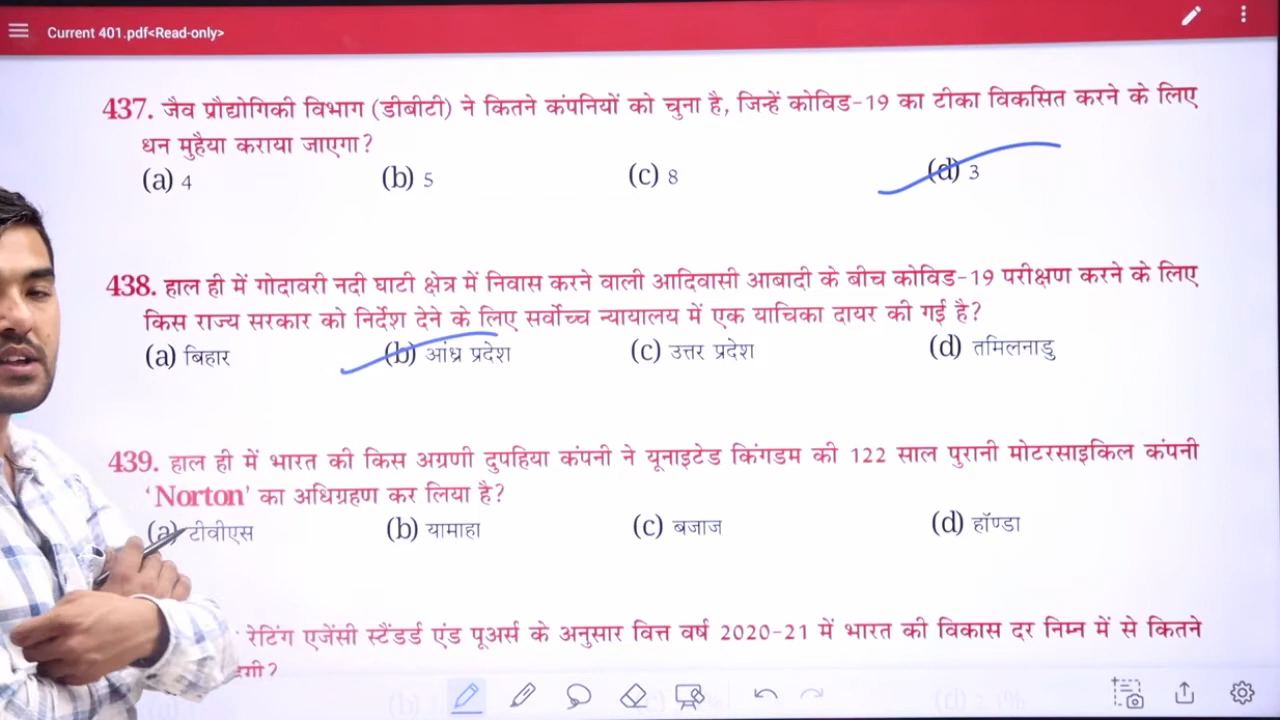 Current 401.pdf<Read-only>
437. जैव प्रौद्योगिकी विभाग (डीबीटी) ने कितने कंपनियों को चुना है, जिन्हें कोविड-19 का टीका विकसित करने के लिए
धन मुहैया कराया जाएगा?
(a) 4 (b) 5 (c) 8 (d) 3
438. हाल ही में गोदावरी नदी घाटी क्षेत्र में निवास करने वाली आदिवासी आबादी के बीच कोविड-19 परीक्षण करने के लिए
किस राज्य सरकार को निर्देश देने के लिए सर्वोच्च न्यायालय में एक याचिका दायर की गई है?
(a) बिहार (b) आंध्र प्रदेश (c) उत्तर प्रदेश (d) तमिलनाडु
439. हाल ही में भारत की किस अग्रणी दुपहिया कंपनी ने यूनाइटेड किंगडम की 122 साल पुरानी मोटरसाइकिल कंपनी
'Norton' का अधिग्रहण कर लिया है?
(a) टीवीएस (b) यामाहा (c) बजाज (d) हॉण्डा
रेटिंग एजेंसी स्टैंडर्ड एंड पूअर्स के अनुसार वित्त वर्ष 2020-21 में भारत की विकास दर निम्न में से कितने